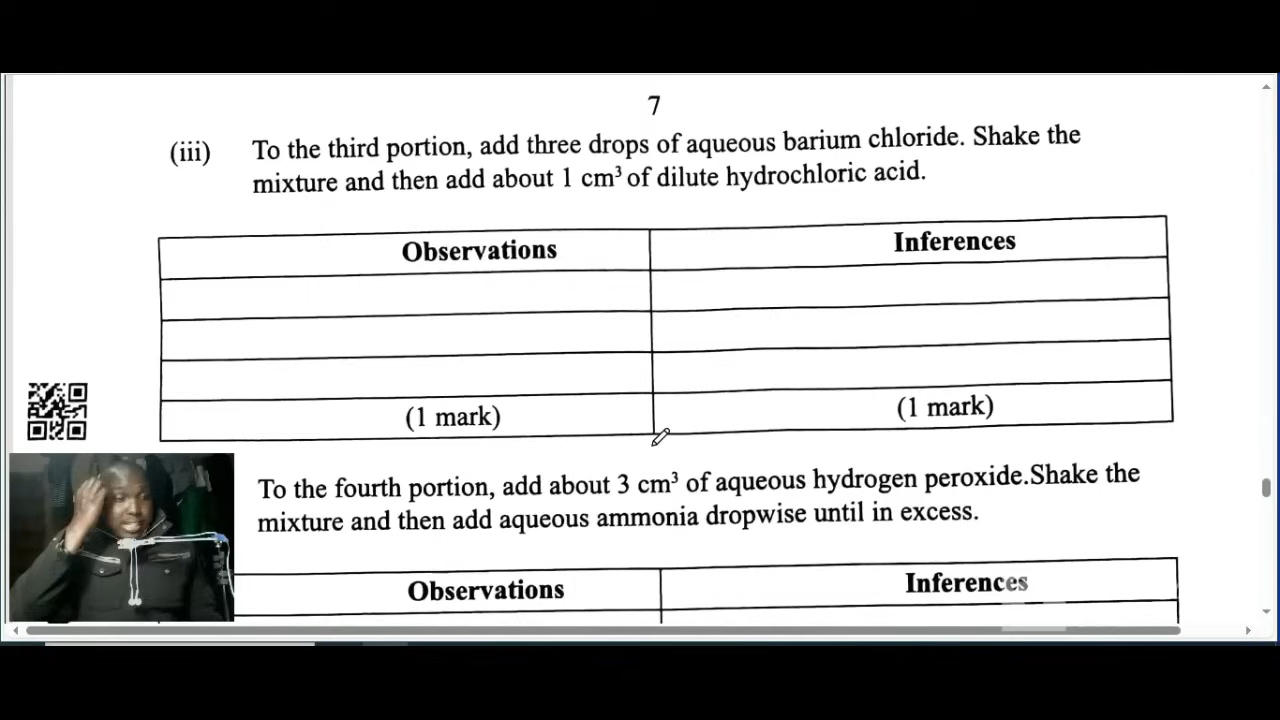 7
(iii) To the third portion, add three drops of aqueous barium chloride. Shake the
mixture and then add about 1 cm³ of dilute hydrochloric acid.
Observations Inferences
(1 mark) (1 mark)
To the fourth portion, add about 3 cm³ of aqueous hydrogen peroxide.Shake the
mixture and then add aqueous ammonia dropwise until in excess.
Observations Inferences